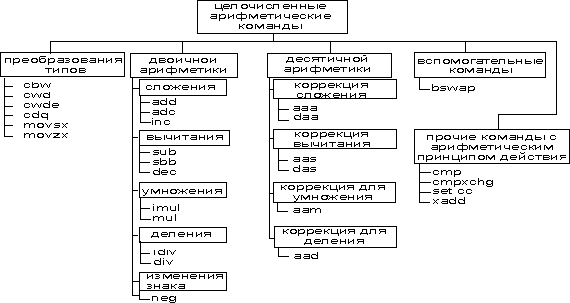 целочисленные
арифметические
команды
преобразования
типов
cbw
cwd
cwde
cdq
movsx
movzx
двоичной
арифметики
сложения
add
adc
inc
вычитания
sub
sbb
dec
умножения
imul
mul
деления
idiv
div
изменения
знака
neg
десятичной
арифметики
коррекция
сложения
aaa
daa
коррекция
вычитания
aas
das
коррекция для
умножения
aam
коррекция для
деления
aad
вспомогательные
команды
bswap
прочие команды с
арифметическим
принципом действия
cmp
cmpxchg
set cc
xadd